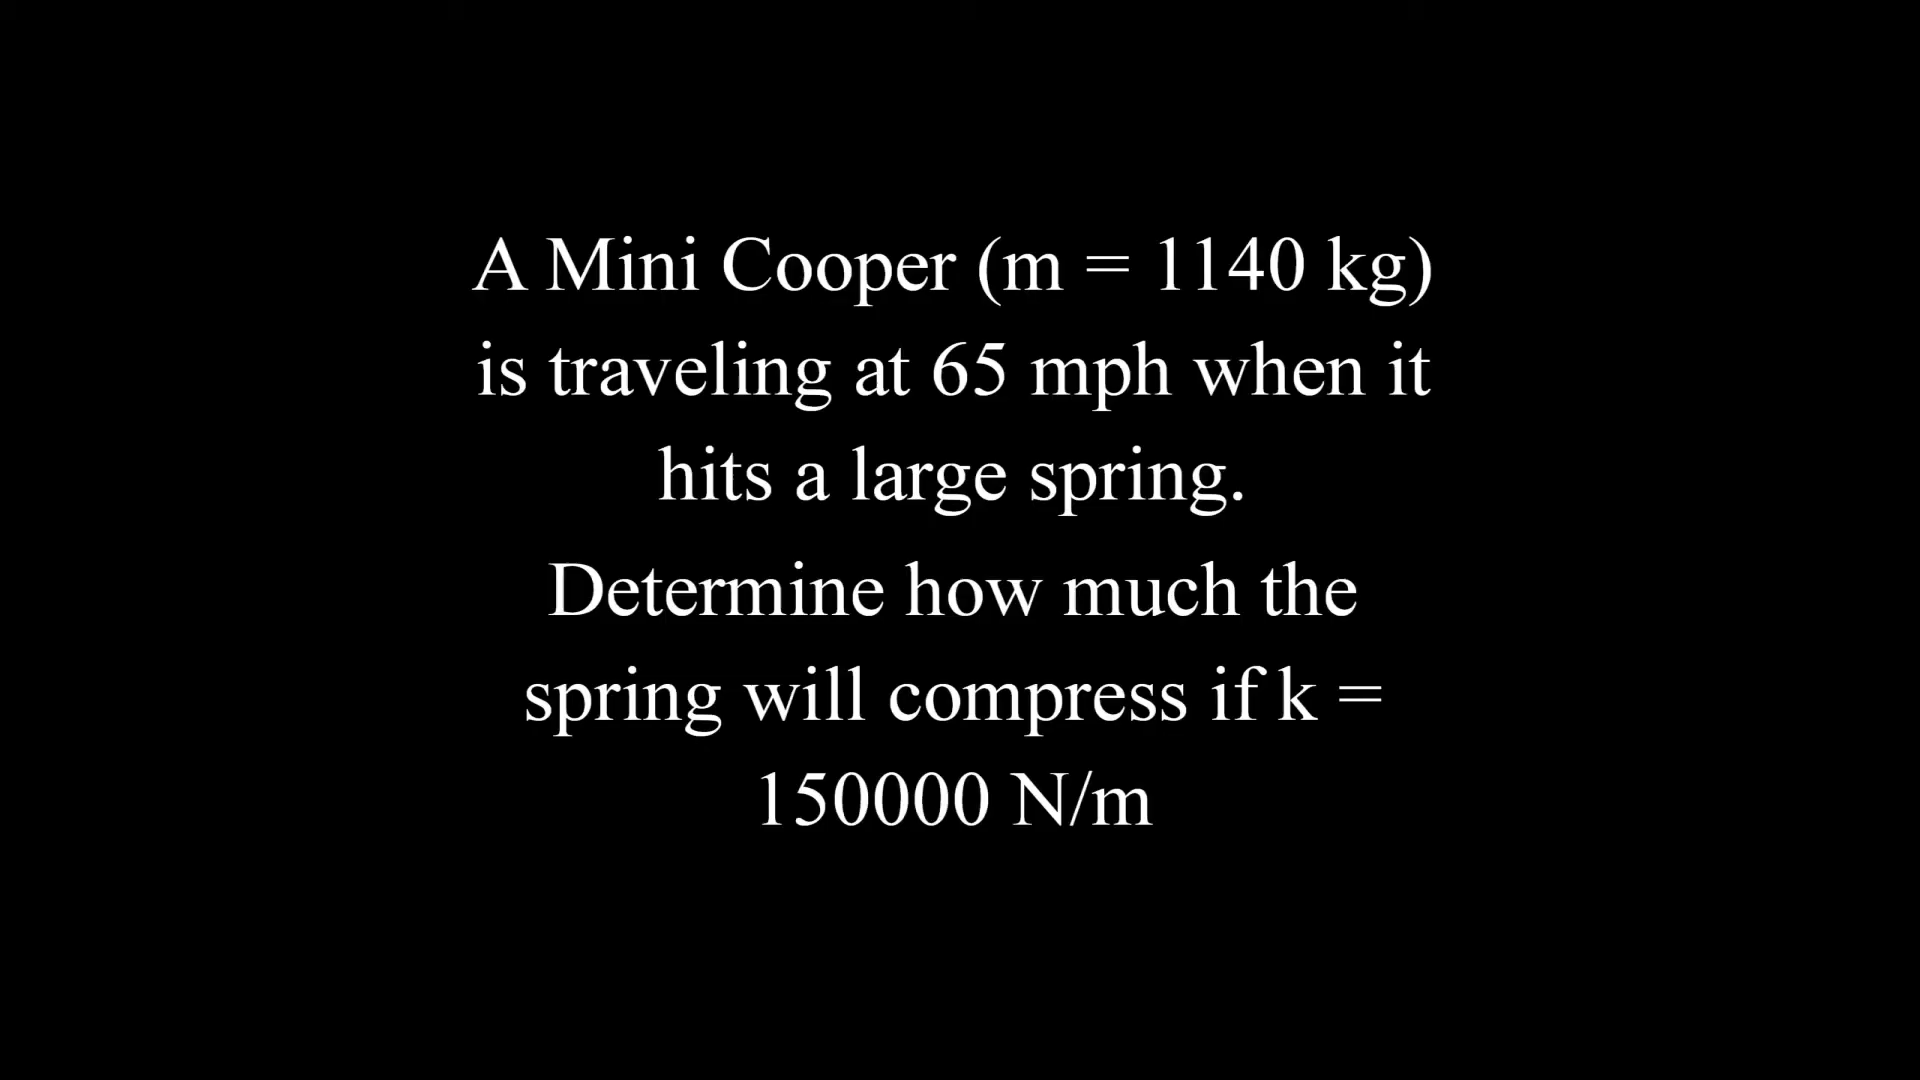 A Mini Cooper (m = 1140 kg)
is traveling at 65 mph when it
hits a large spring.
Determine how much the
spring will compress if k =
150000 N/m